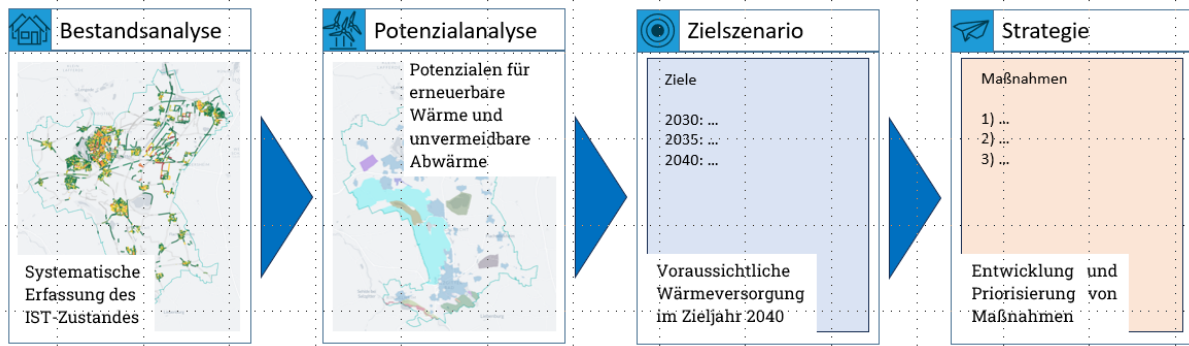 Bestandsanalyse
Systematische
Erfassung des
IST-Zustandes
Potenzialanalyse
Potenzialen für
erneuerbare
Wärme und
unvermeidbare
Abwärme
Zielszenario
Ziele
2030: ...
2035: ...
2040: ...
Voraussichtliche
Wärmeversorgung
im Zieljahr 2040
Strategie
Maßnahmen
1) ...
2) ...
3) ...
Entwicklung und
Priorisierung von
Maßnahmen